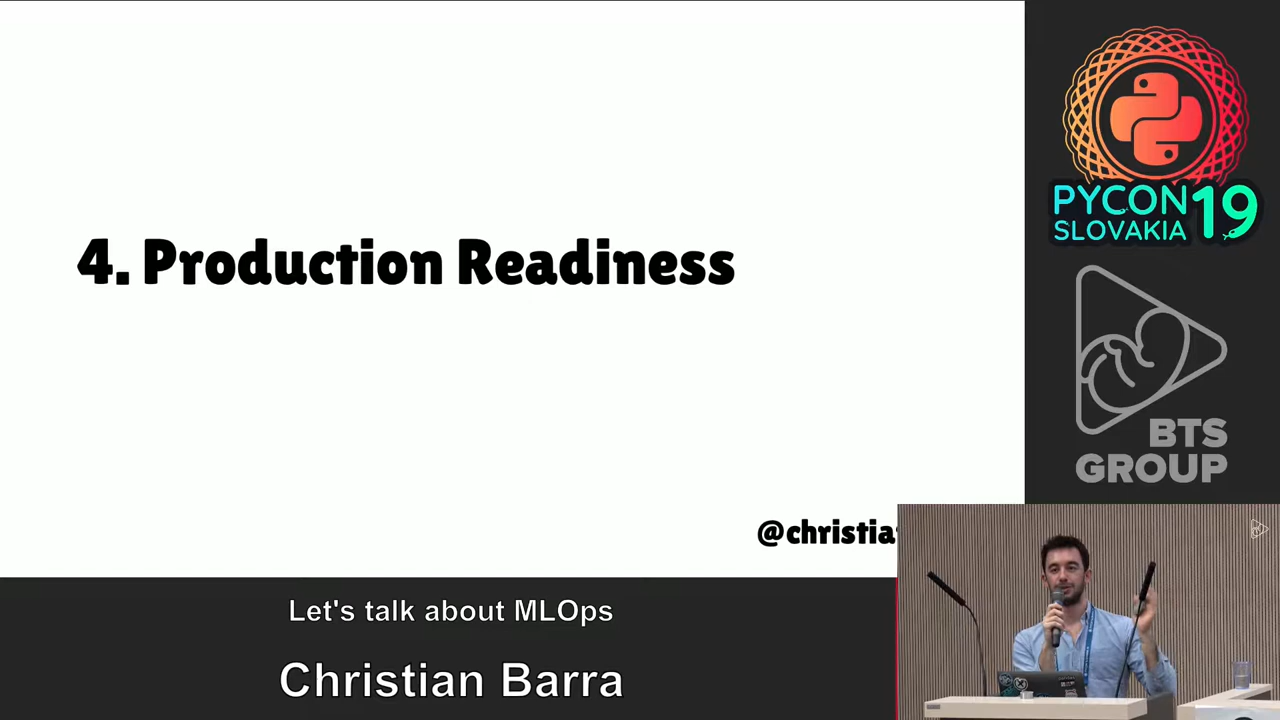 4. Production Readiness
@christia
PYCON 19
SLOVAKIA
BTS
GROUP
Let's talk about MLOps
Christian Barra